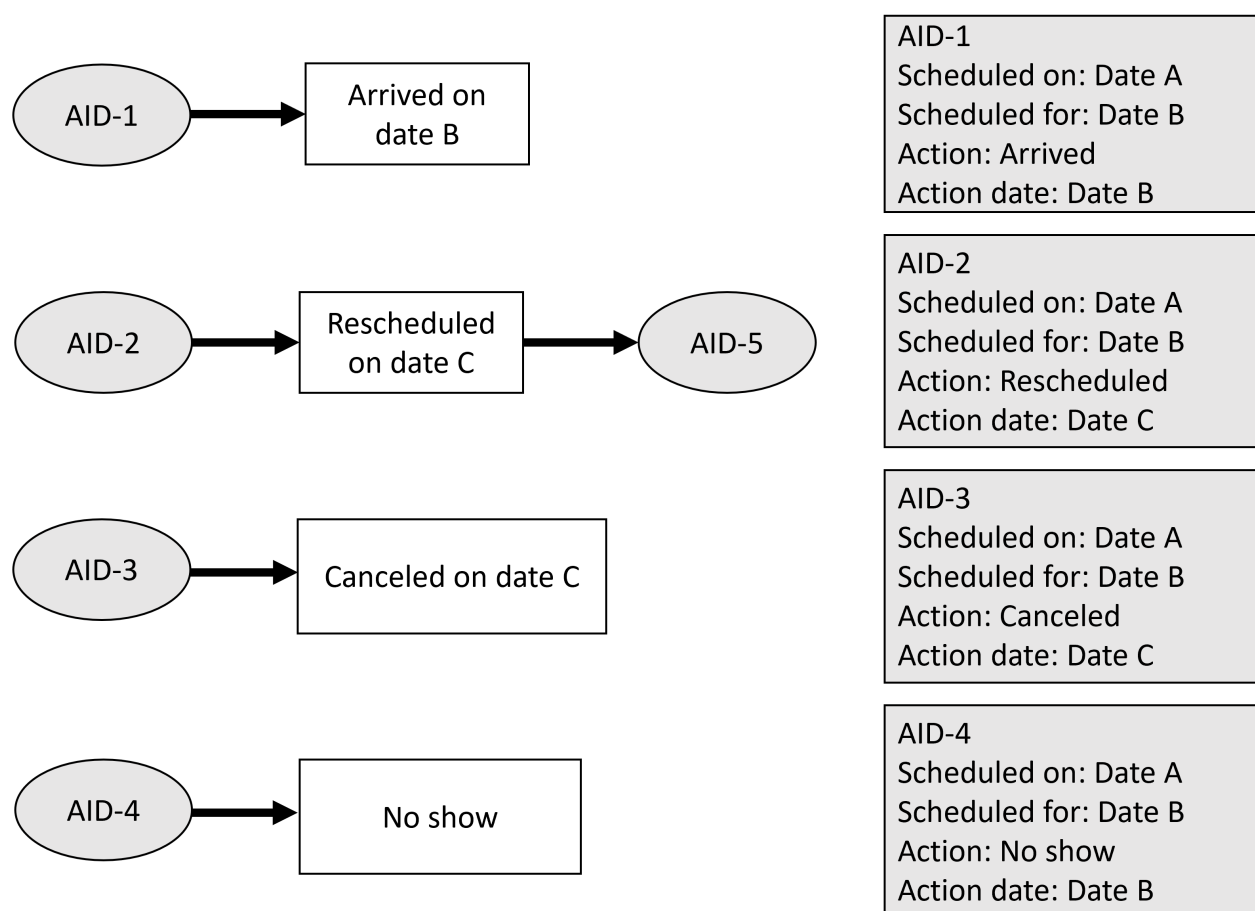 AID-1
Arrived on
date B
AID-1
Scheduled on: Date A
Scheduled for: Date B
Action: Arrived
Action date: Date B
AID-2
Rescheduled
on date C
AID-5
AID-2
Scheduled on: Date A
Scheduled for: Date B
Action: Rescheduled
Action date: Date C
AID-3
Canceled on date C
AID-3
Scheduled on: Date A
Scheduled for: Date B
Action: Canceled
Action date: Date C
AID-4
No show
AID-4
Scheduled on: Date A
Scheduled for: Date B
Action: No show
Action date: Date B